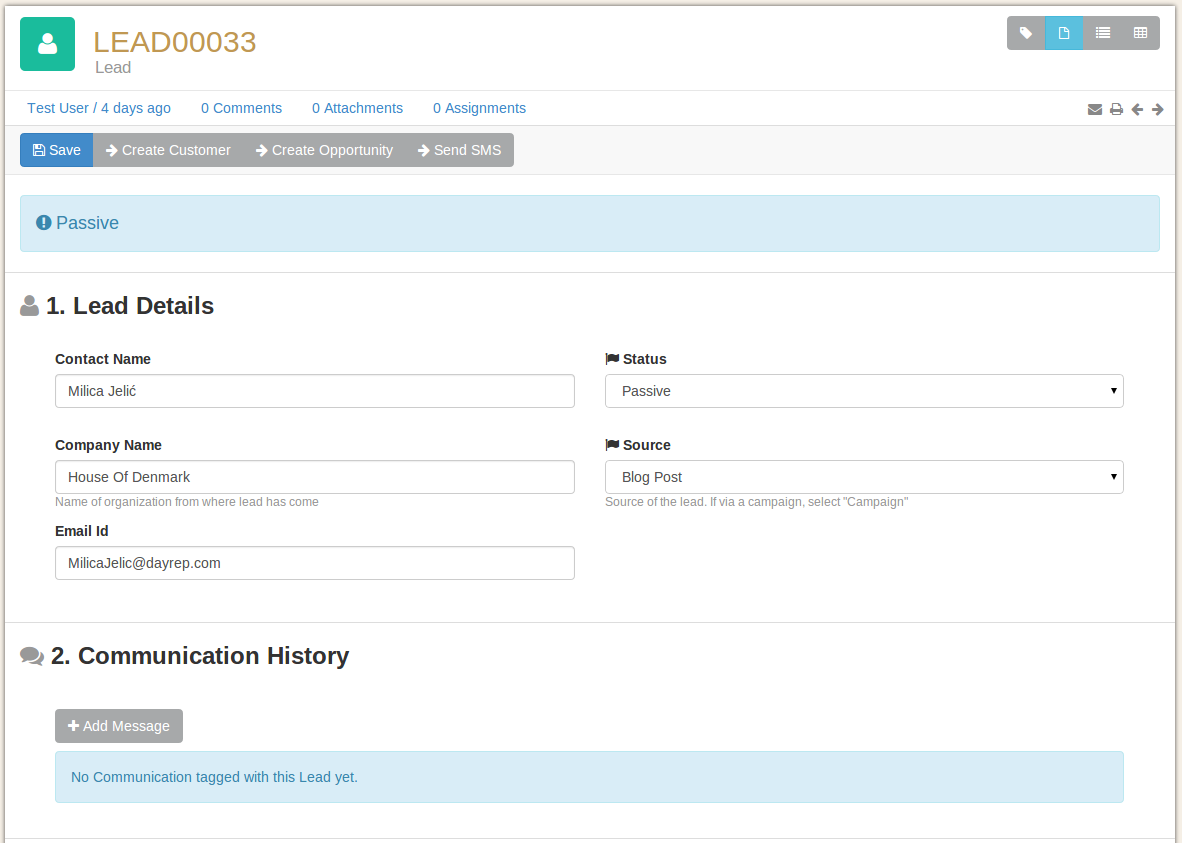 LEAD00033
Lead
Test User / 4 days ago 0 Comments 0 Attachments 0 Assignments
Save Create Customer Create Opportunity Send SMS
Passive
1. Lead Details
Contact Name
Milica Jelić
Status
Passive
Company Name
House Of Denmark
Name of organization from where lead has come
Source
Blog Post
Source of the lead. If via a campaign, select "Campaign"
Email Id
MilicaJelic@dayrep.com
2. Communication History
Add Message
No Communication tagged with this Lead yet.